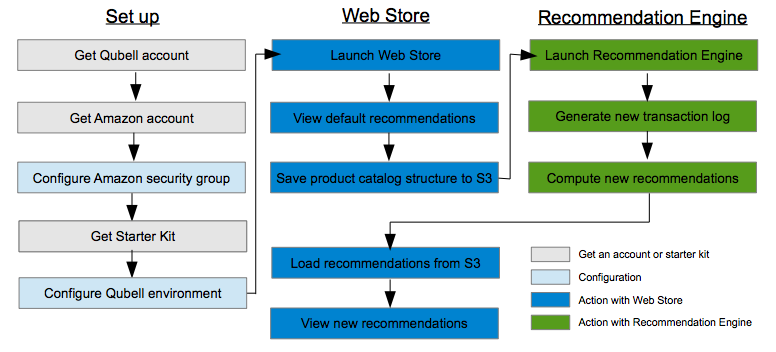 Set up
Get Qubell account
Get Amazon account
Configure Amazon security group
Get Starter Kit
Configure Qubell environment
Web Store
Launch Web Store
View default recommendations
Save product catalog structure to S3
Load recommendations from S3
View new recommendations
Recommendation Engine
Launch Recommendation Engine
Generate new transaction log
Compute new recommendations
Get an account or starter kit
Configuration
Action with Web Store
Action with Recommendation Engine